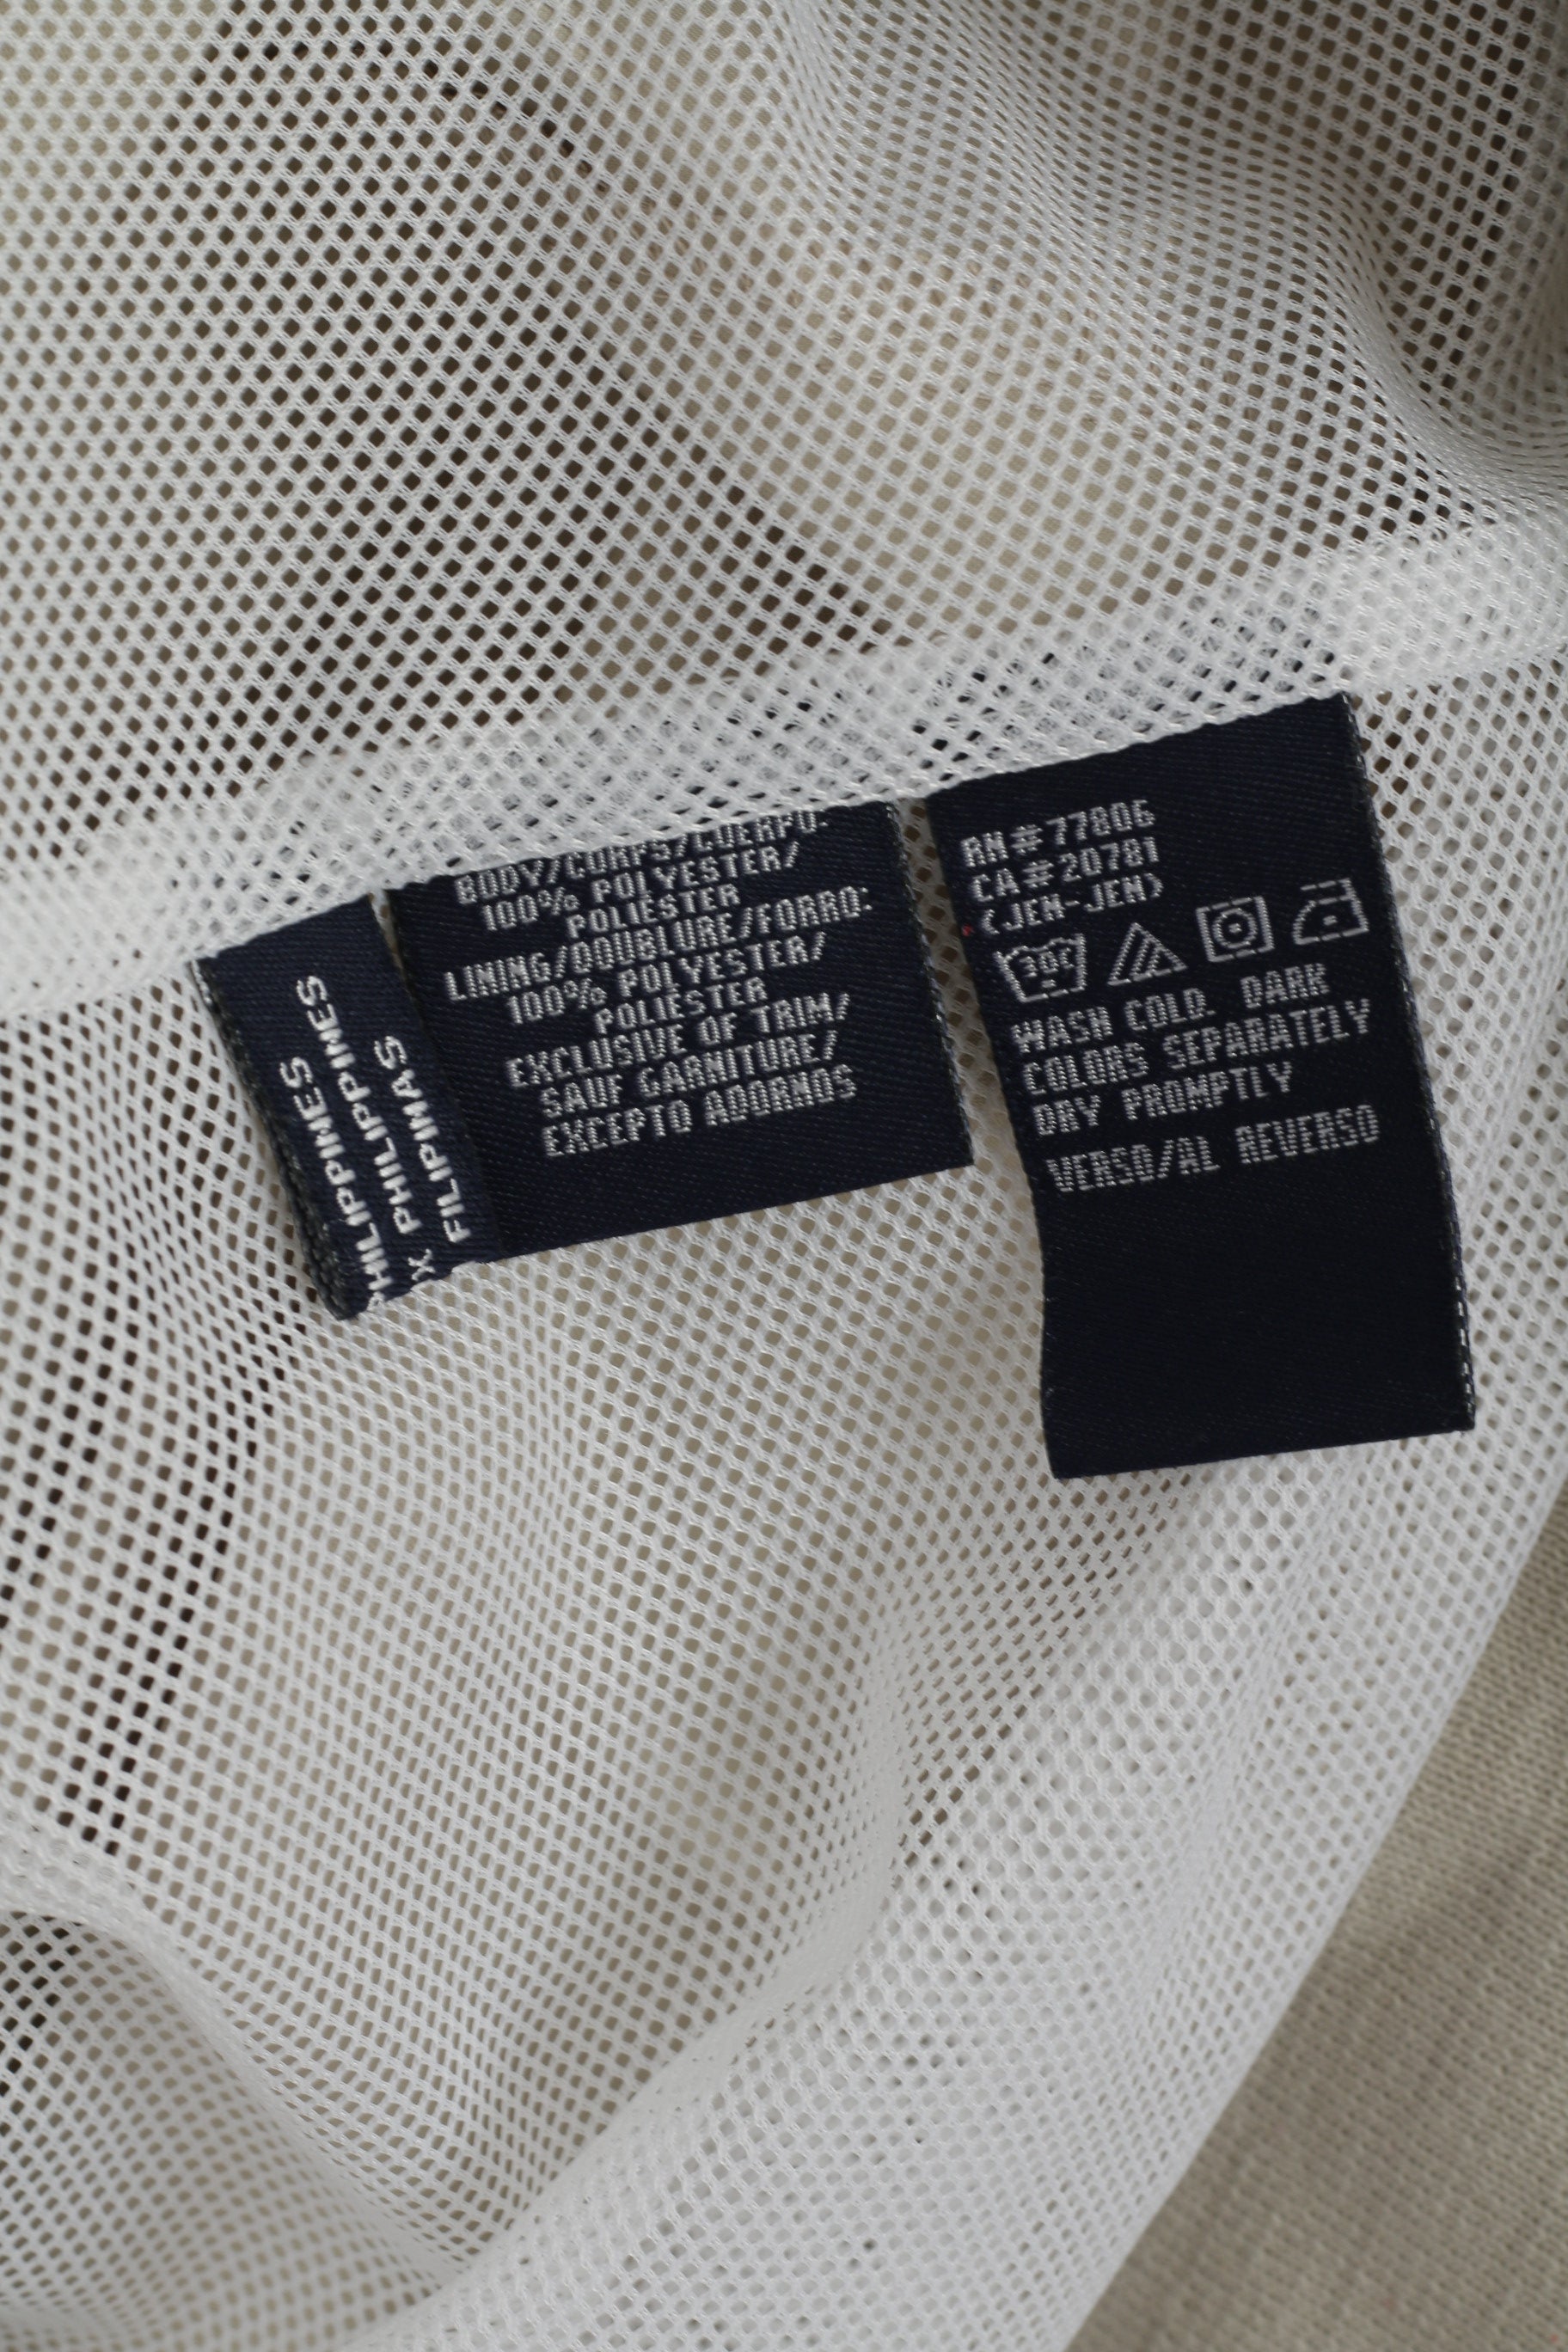 PHILIPPINES
PHILIPPINES
FILIPINAS
BODY/CORPS/CUERPO:
100% POLYESTER/
POLIESTER
LINING/DOUBLURE/FORRO:
100% POLYESTER/
POLIESTER
EXCLUSIVE OF TRIM/
SAUF GARNITURE/
EXCEPTO ADORNOS
RN#77806
CA#20781
(JEN-JEN)
30C
WASH COLD. DARK
COLORS SEPARATELY
DRY PROMPTLY
VERSO/AL REVERSO